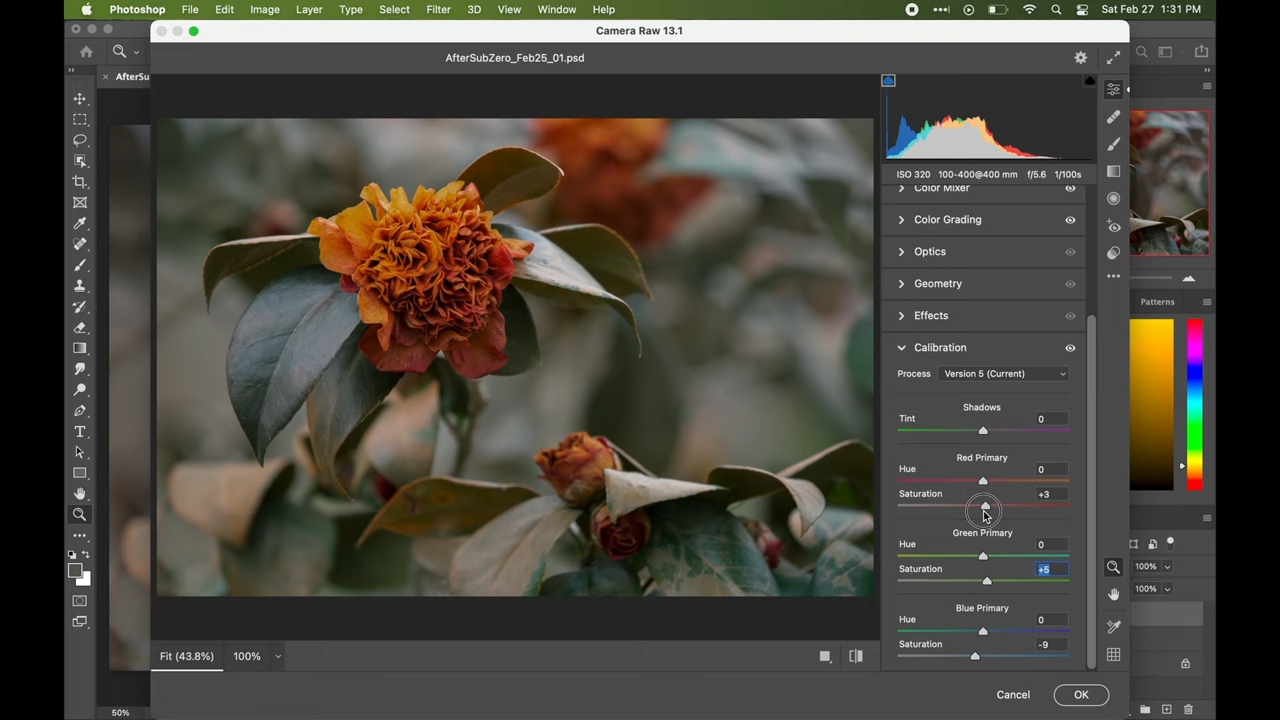 Photoshop File Edit Image Layer Type Select Filter 3D View Window Help Sat Feb 27 1:31 PM
Camera Raw 13.1
AfterSubZero_Feb25_01.psd
AfterSu
ISO 320 100-400@400 mm f/5.6 1/100s
Color Mixer
Color Grading
Optics
Geometry
Effects
Patterns
Calibration
Process Version 5 (Current)
Shadows
Tint 0
Red Primary
Hue 0
Saturation +3
Green Primary
Hue 0
Saturation +5
100%
100%
Blue Primary
Hue 0
Saturation -9
Fit (43.8%) 100%
Cancel OK
50%